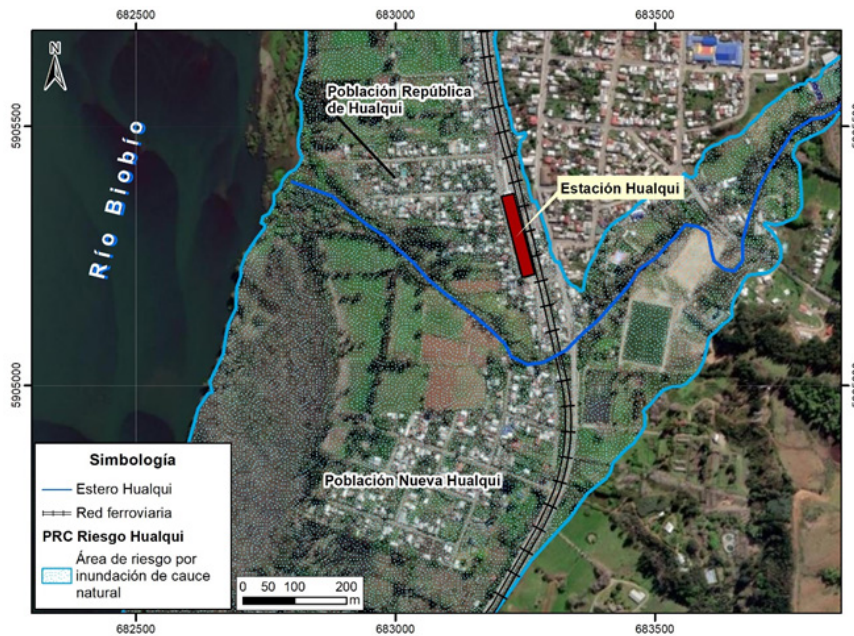 682500
683000
683500
N
Población República
de Hualqui
5905500
5905500
Estación Hualqui
Río Biobío
5905000
5905000
Población Nueva Hualqui
Simbología
Estero Hualqui
Red ferroviaria
PRC Riesgo Hualqui
Área de riesgo por
inundación de cauce
natural
0 50 100 200
m
682500
683000
683500